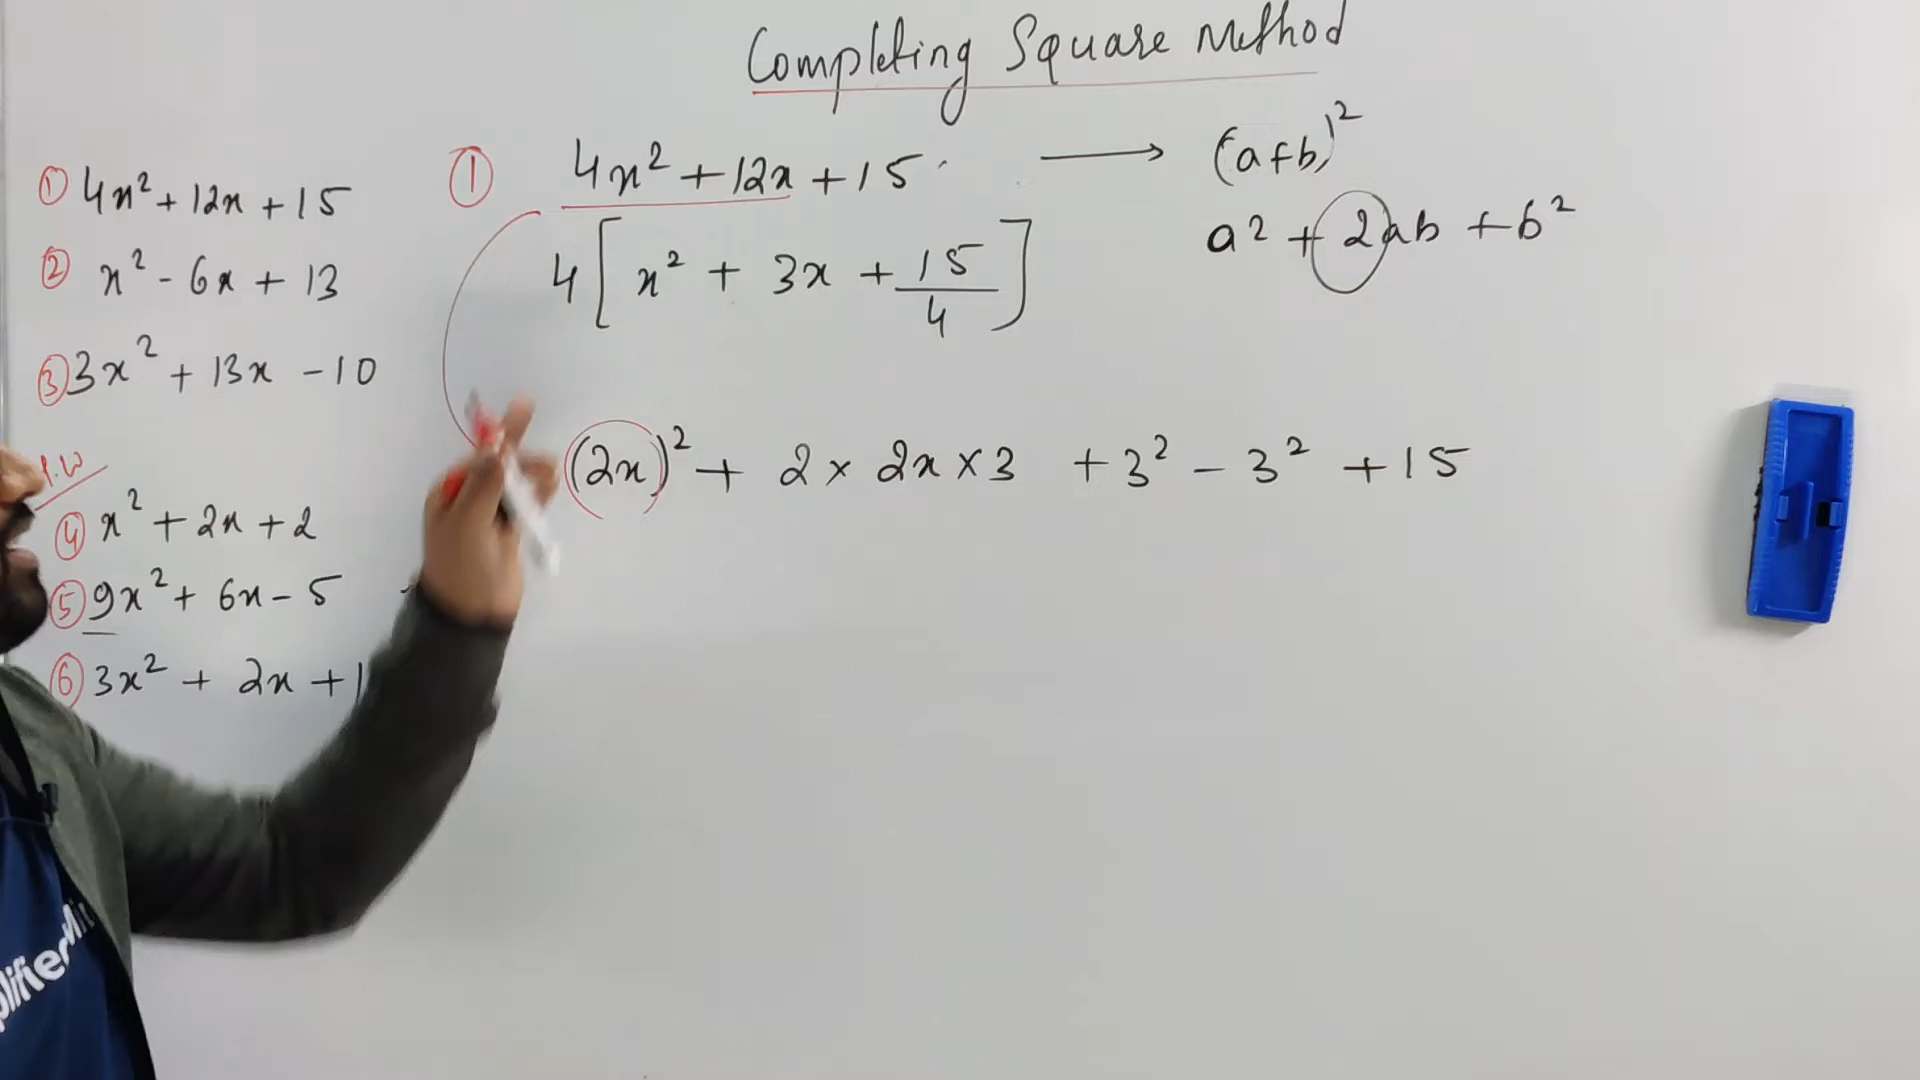 Completing Square Method
① 4x² + 12x + 15
② x² - 6x + 13
③ 3x² + 13x - 10
H.W
④ x² + 2x + 2
⑤ 9x² + 6x - 5
⑥ 3x² + 2x + 1
① 4x² + 12x + 15 ⟶ (a+b)²
a² + 2ab + b²
4[x² + 3x + 15/4]
(2x)² + 2 × 2x × 3 + 3² - 3² + 15